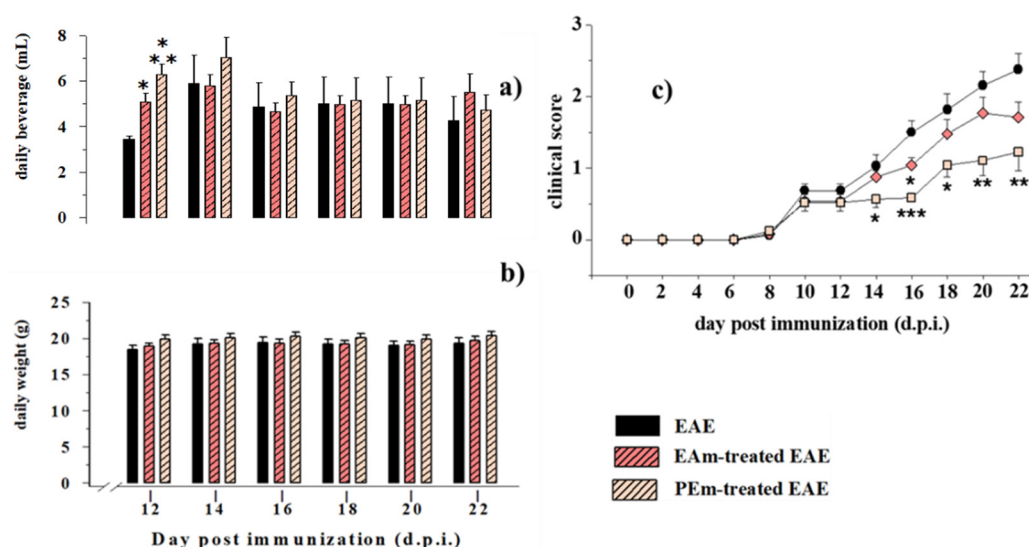 a)
daily beverage (mL)
8
6
4
2
0
*
*
*
*
b)
daily weight (g)
25
20
15
10
5
0
12 14 16 18 20 22
Day post immunization (d.p.i.)
c)
clinical score
3
2
1
0
*
*
*
***
**
**
0 2 4 6 8 10 12 14 16 18 20 22
day post immunization (d.p.i.)
EAE
EAm-treated EAE
PEm-treated EAE